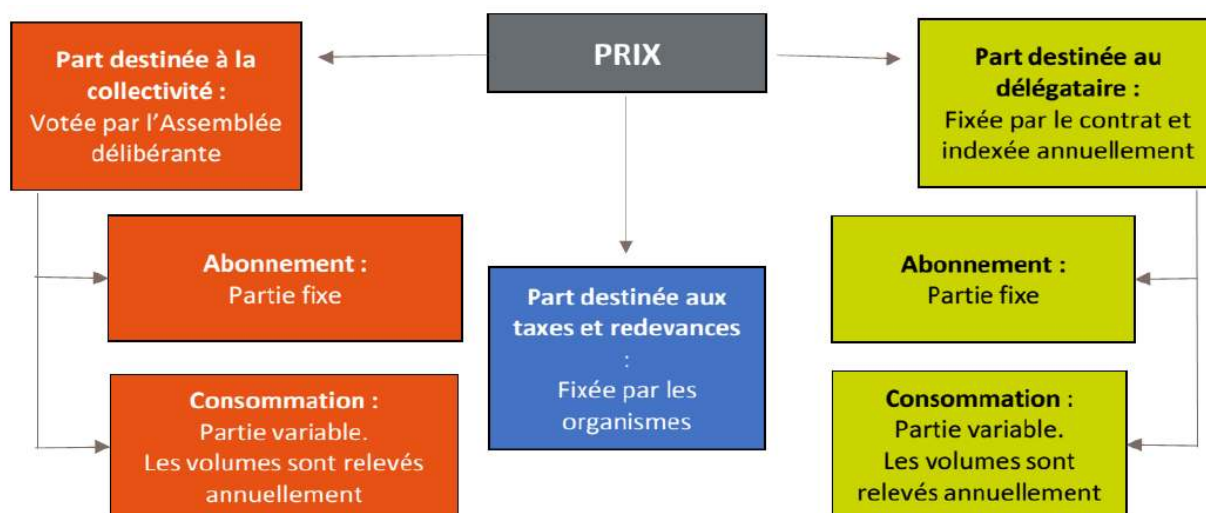 PRIX
Part destinée à la
collectivité :
Votée par l'Assemblée
délibérante
Abonnement :
Partie fixe
Consommation :
Partie variable.
Les volumes sont relevés
annuellement
Part destinée aux
taxes et redevances
:
Fixée par les
organismes
Part destinée au
délégataire :
Fixée par le contrat et
indexée annuellement
Abonnement :
Partie fixe
Consommation :
Partie variable.
Les volumes sont
relevés annuellement